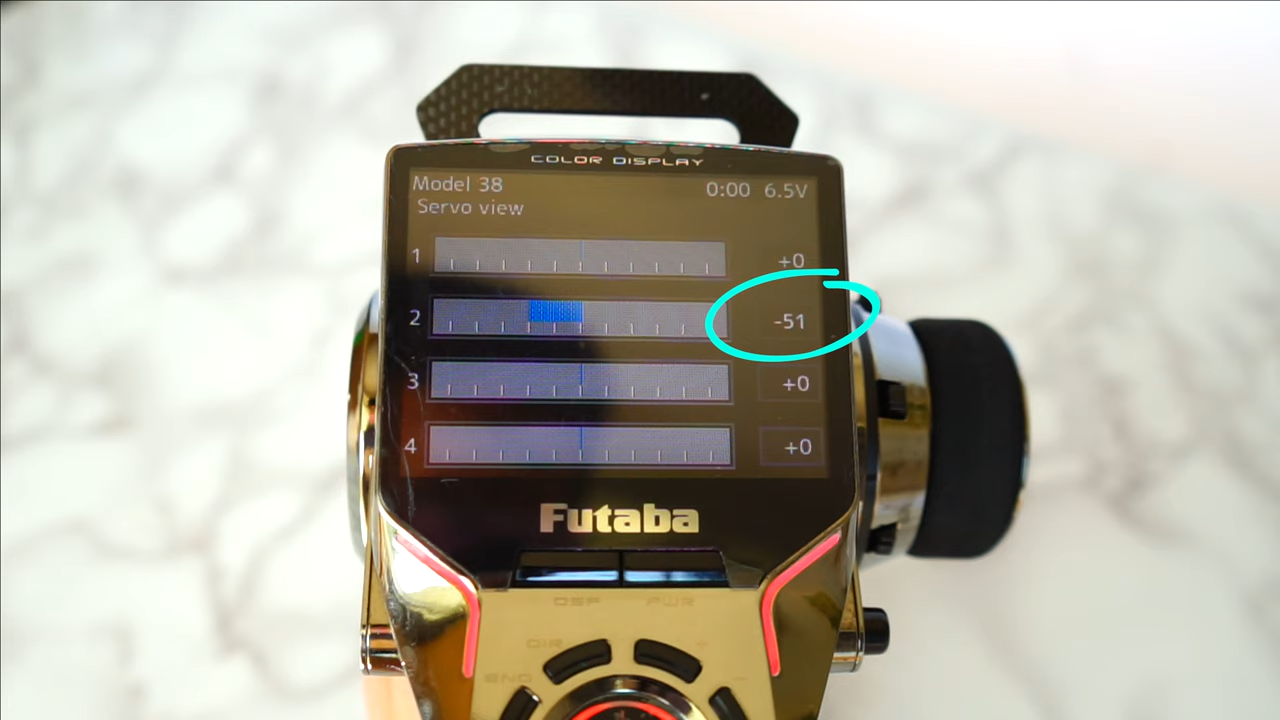 COLOR DISPLAY
Model 38 0:00 6.5V
Servo view
1 +0
2 -51
3 +0
4 +0
Futaba
DSP PWR
DIR +
END -